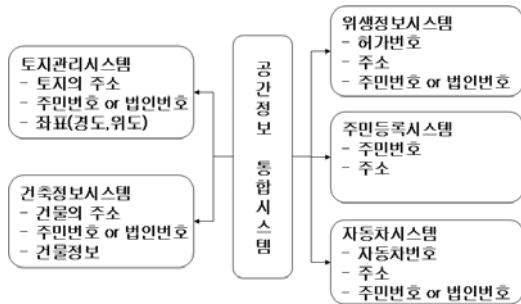 토지관리시스템
- 토지의 주소
- 주민번호 or 법인번호
- 좌표(경도,위도)
건축정보시스템
- 건물의 주소
- 주민번호 or 법인번호
- 건물정보
공간정보 통합시스템
위생정보시스템
- 허가번호
- 주소
- 주민번호 or 법인번호
주민등록시스템
- 주민번호
- 주소
자동차시스템
- 자동차번호
- 주소
- 주민번호 or 법인번호